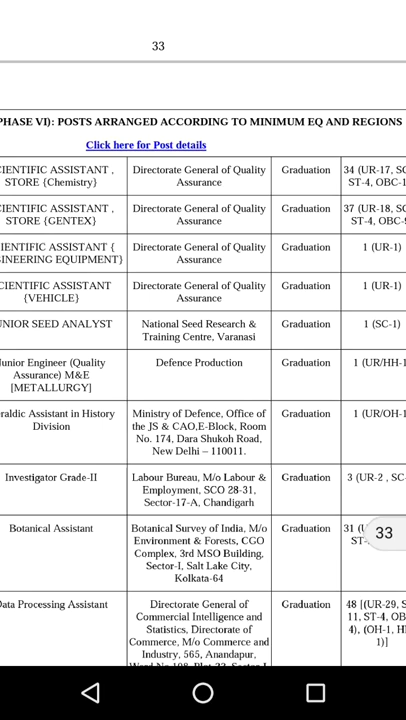 33
PHASE VI): POSTS ARRANGED ACCORDING TO MINIMUM EQ AND REGIONS
Click here for Post details
IENTIFIC ASSISTANT , Directorate General of Quality Graduation 34 (UR-17, SC
STORE {Chemistry} Assurance ST-4, OBC-1
IENTIFIC ASSISTANT , Directorate General of Quality Graduation 37 (UR-18, SC
STORE {GENTEX} Assurance ST-4, OBC-9
IENTIFIC ASSISTANT { Directorate General of Quality Graduation 1 (UR-1)
INEERING EQUIPMENT} Assurance
CIENTIFIC ASSISTANT Directorate General of Quality Graduation 1 (UR-1)
{VEHICLE} Assurance
UNIOR SEED ANALYST National Seed Research & Graduation 1 (SC-1)
Training Centre, Varanasi
Junior Engineer (Quality Defence Production Graduation 1 (UR/HH-1
Assurance) M&E
[METALLURGY]
raldic Assistant in History Ministry of Defence, Office of Graduation 1 (UR/OH-1
Division the JS & CAO,E-Block, Room
No. 174, Dara Shukoh Road,
New Delhi – 110011.
Investigator Grade-II Labour Bureau, M/o Labour & Graduation 3 (UR-2 , SC-
Employment, SCO 28-31,
Sector-17-A, Chandigarh
Botanical Assistant Botanical Survey of India, M/o Graduation 31 (U
Environment & Forests, CGO ST- 33
Complex, 3rd MSO Building,
Sector-I, Salt Lake City,
Kolkata-64
Data Processing Assistant Directorate General of Graduation 48 [(UR-29, S
Commercial Intelligence and 11, ST-4, OB
Statistics, Directorate of 4), (OH-1, H
Commerce, M/o Commerce and 1)]
Industry, 565, Anandapur,